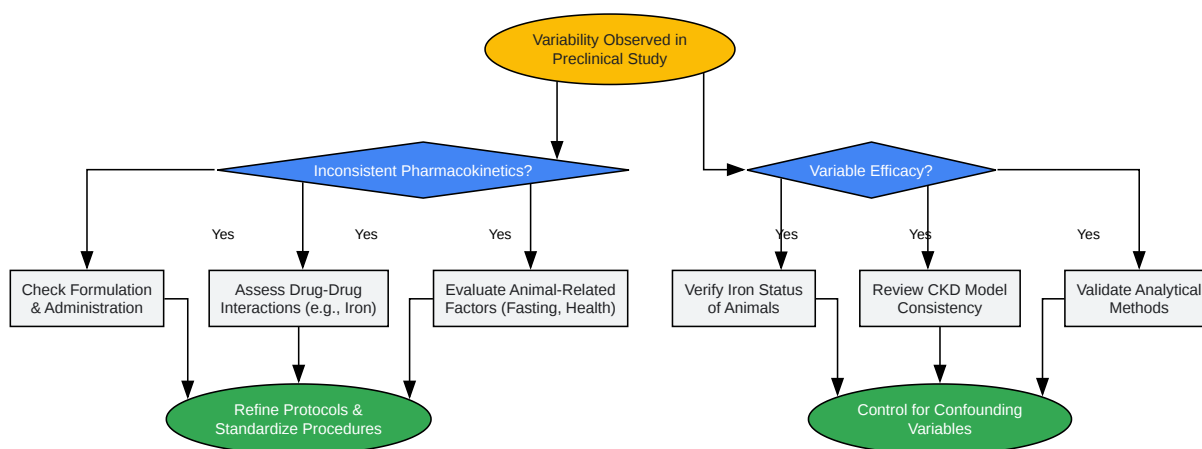 Variability Observed in
Preclinical Study
Inconsistent Pharmacokinetics?
Variable Efficacy?
Yes
Yes
Yes
Yes
Yes
Yes
Check Formulation
& Administration
Assess Drug-Drug
Interactions (e.g., Iron)
Evaluate Animal-Related
Factors (Fasting, Health)
Verify Iron Status
of Animals
Review CKD Model
Consistency
Validate Analytical
Methods
Refine Protocols &
Standardize Procedures
Control for Confounding
Variables